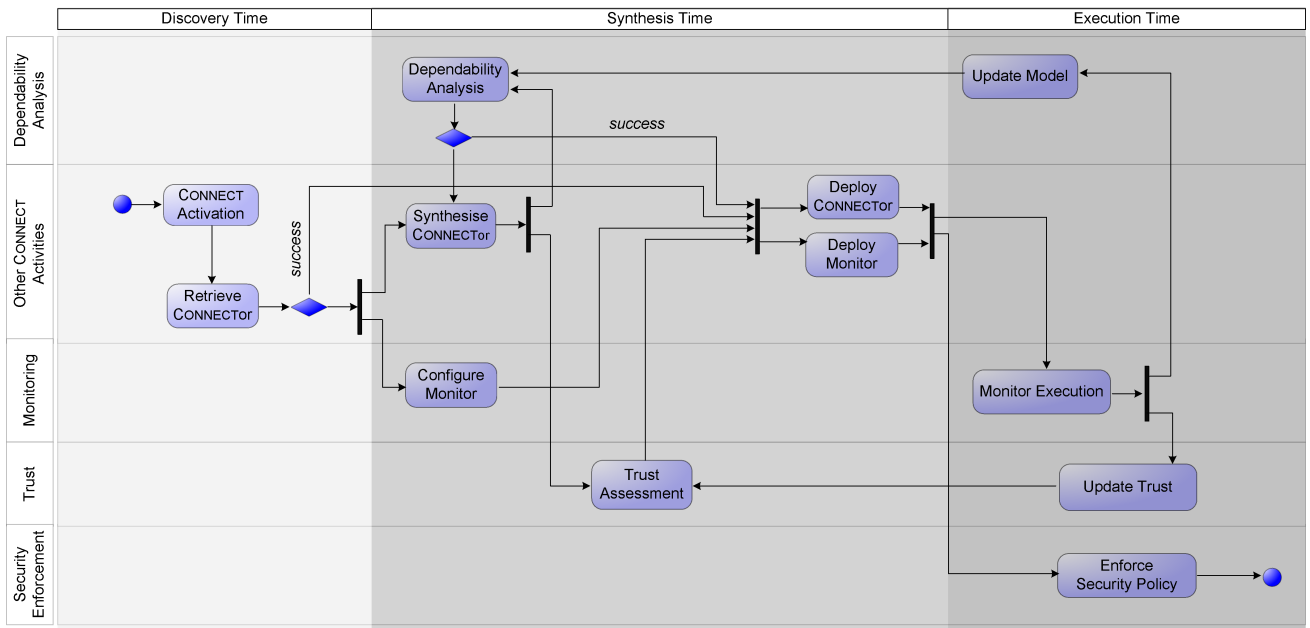 Discovery Time
Synthesis Time
Execution Time
Dependability
Analysis
Dependability
Analysis
Update Model
success
Other CONNECT
Activities
CONNECT
Activation
success
Synthesise
CONNECTor
Deploy
CONNECTor
Deploy
Monitor
Retrieve
CONNECTor
Monitoring
Configure
Monitor
Monitor Execution
Trust
Trust
Assessment
Update Trust
Security
Enforcement
Enforce
Security Policy